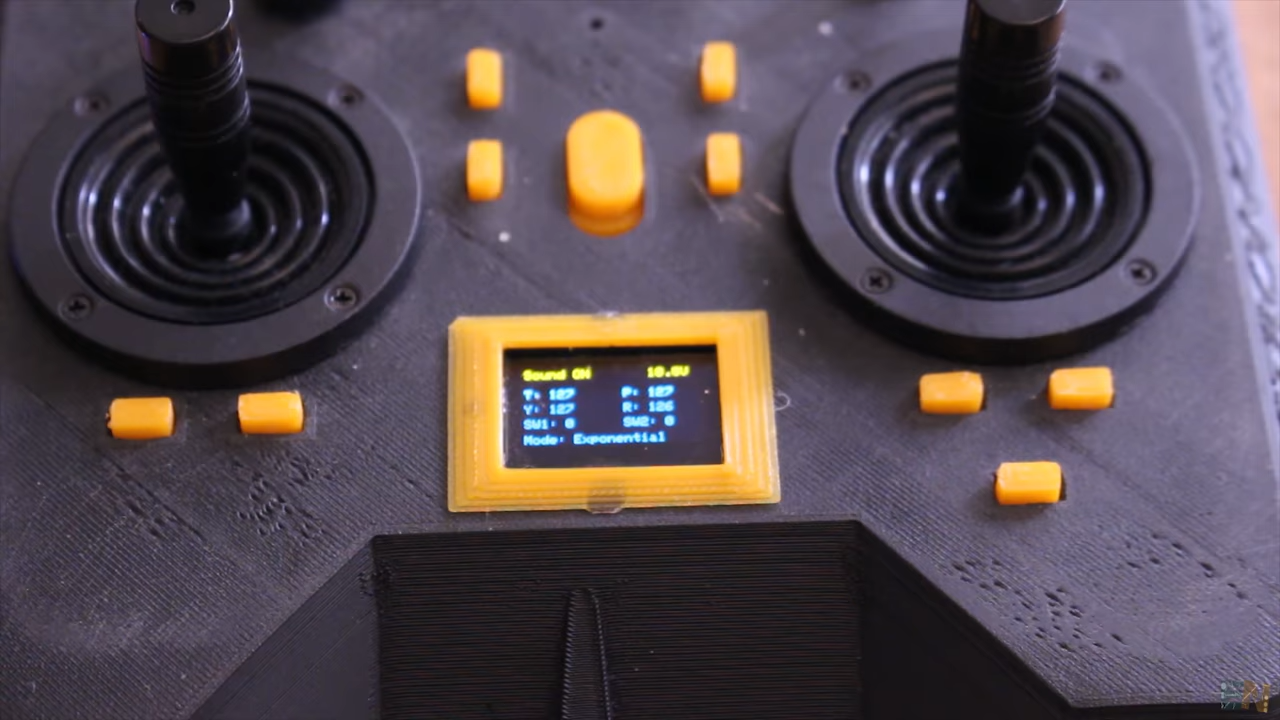 Sound ON 10.8V
T: 127 P: 127
Y: 127 R: 126
SW1: 0 SW2: 0
Mode: Exponential